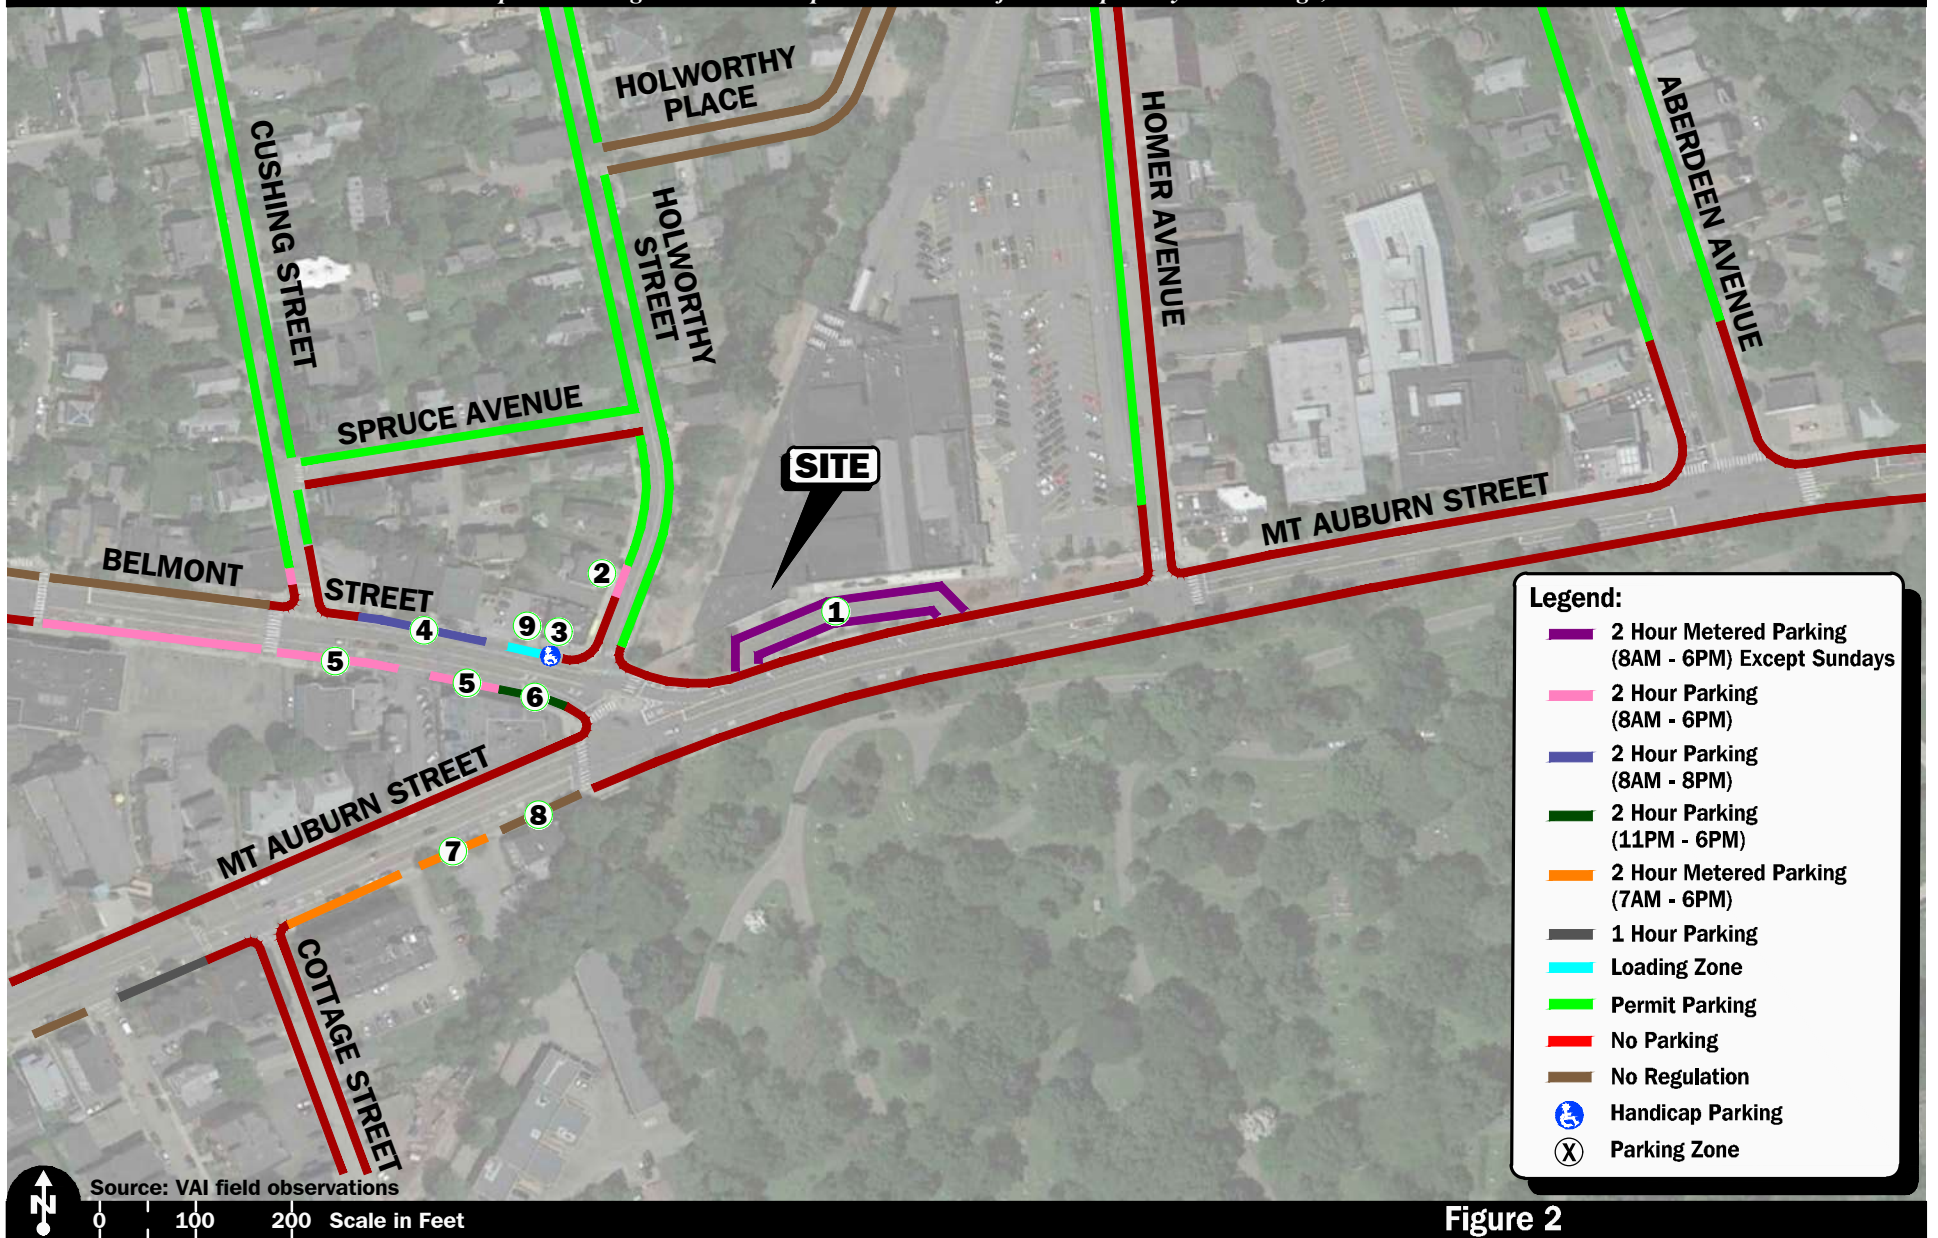 HOLWORTHY
PLACE
CUSHING STREET
HOLWORTHY
STREET
HOMER AVENUE
ABERDEEN AVENUE
SPRUCE AVENUE
SITE
MT AUBURN STREET
BELMONT
STREET
2
1
9
3
4
5
5
6
MT AUBURN STREET
8
7
COTTAGE STREET
Legend:
2 Hour Metered Parking
(8AM - 6PM) Except Sundays
2 Hour Parking
(8AM - 6PM)
2 Hour Parking
(8AM - 8PM)
2 Hour Parking
(11PM - 6PM)
2 Hour Metered Parking
(7AM - 6PM)
1 Hour Parking
Loading Zone
Permit Parking
No Parking
No Regulation
Handicap Parking
X Parking Zone
N
Source: VAI field observations
0 100 200 Scale in Feet
Figure 2